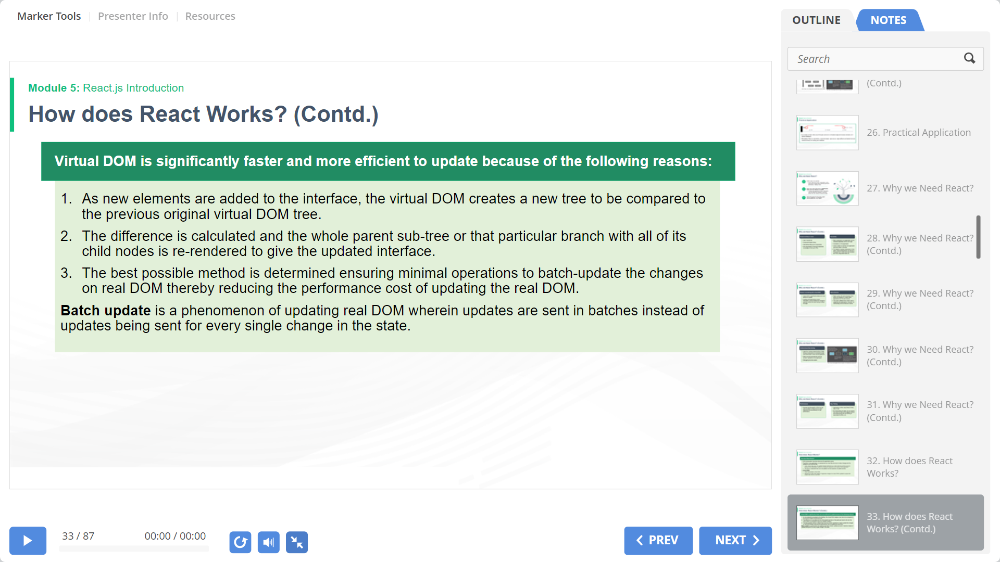 Marker Tools
Presenter Info
Resources
OUTLINE
NOTES
Search
Module 5: React.js Introduction
How does React Works? (Contd.)
Virtual DOM is significantly faster and more efficient to update because of the following reasons:
1. As new elements are added to the interface, the virtual DOM creates a new tree to be compared to
the previous original virtual DOM tree.
2. The difference is calculated and the whole parent sub-tree or that particular branch with all of its
child nodes is re-rendered to give the updated interface.
3. The best possible method is determined ensuring minimal operations to batch-update the changes
on real DOM thereby reducing the performance cost of updating the real DOM.
Batch update is a phenomenon of updating real DOM wherein updates are sent in batches instead of
updates being sent for every single change in the state.
(Contd.)
26. Practical Application
27. Why we Need React?
28. Why we Need React?
(Contd.)
29. Why we Need React?
(Contd.)
30. Why we Need React?
(Contd.)
31. Why we Need React?
(Contd.)
32. How does React
Works?
33. How does React
Works? (Contd.)
33 / 87
00:00 / 00:00
PREV
NEXT